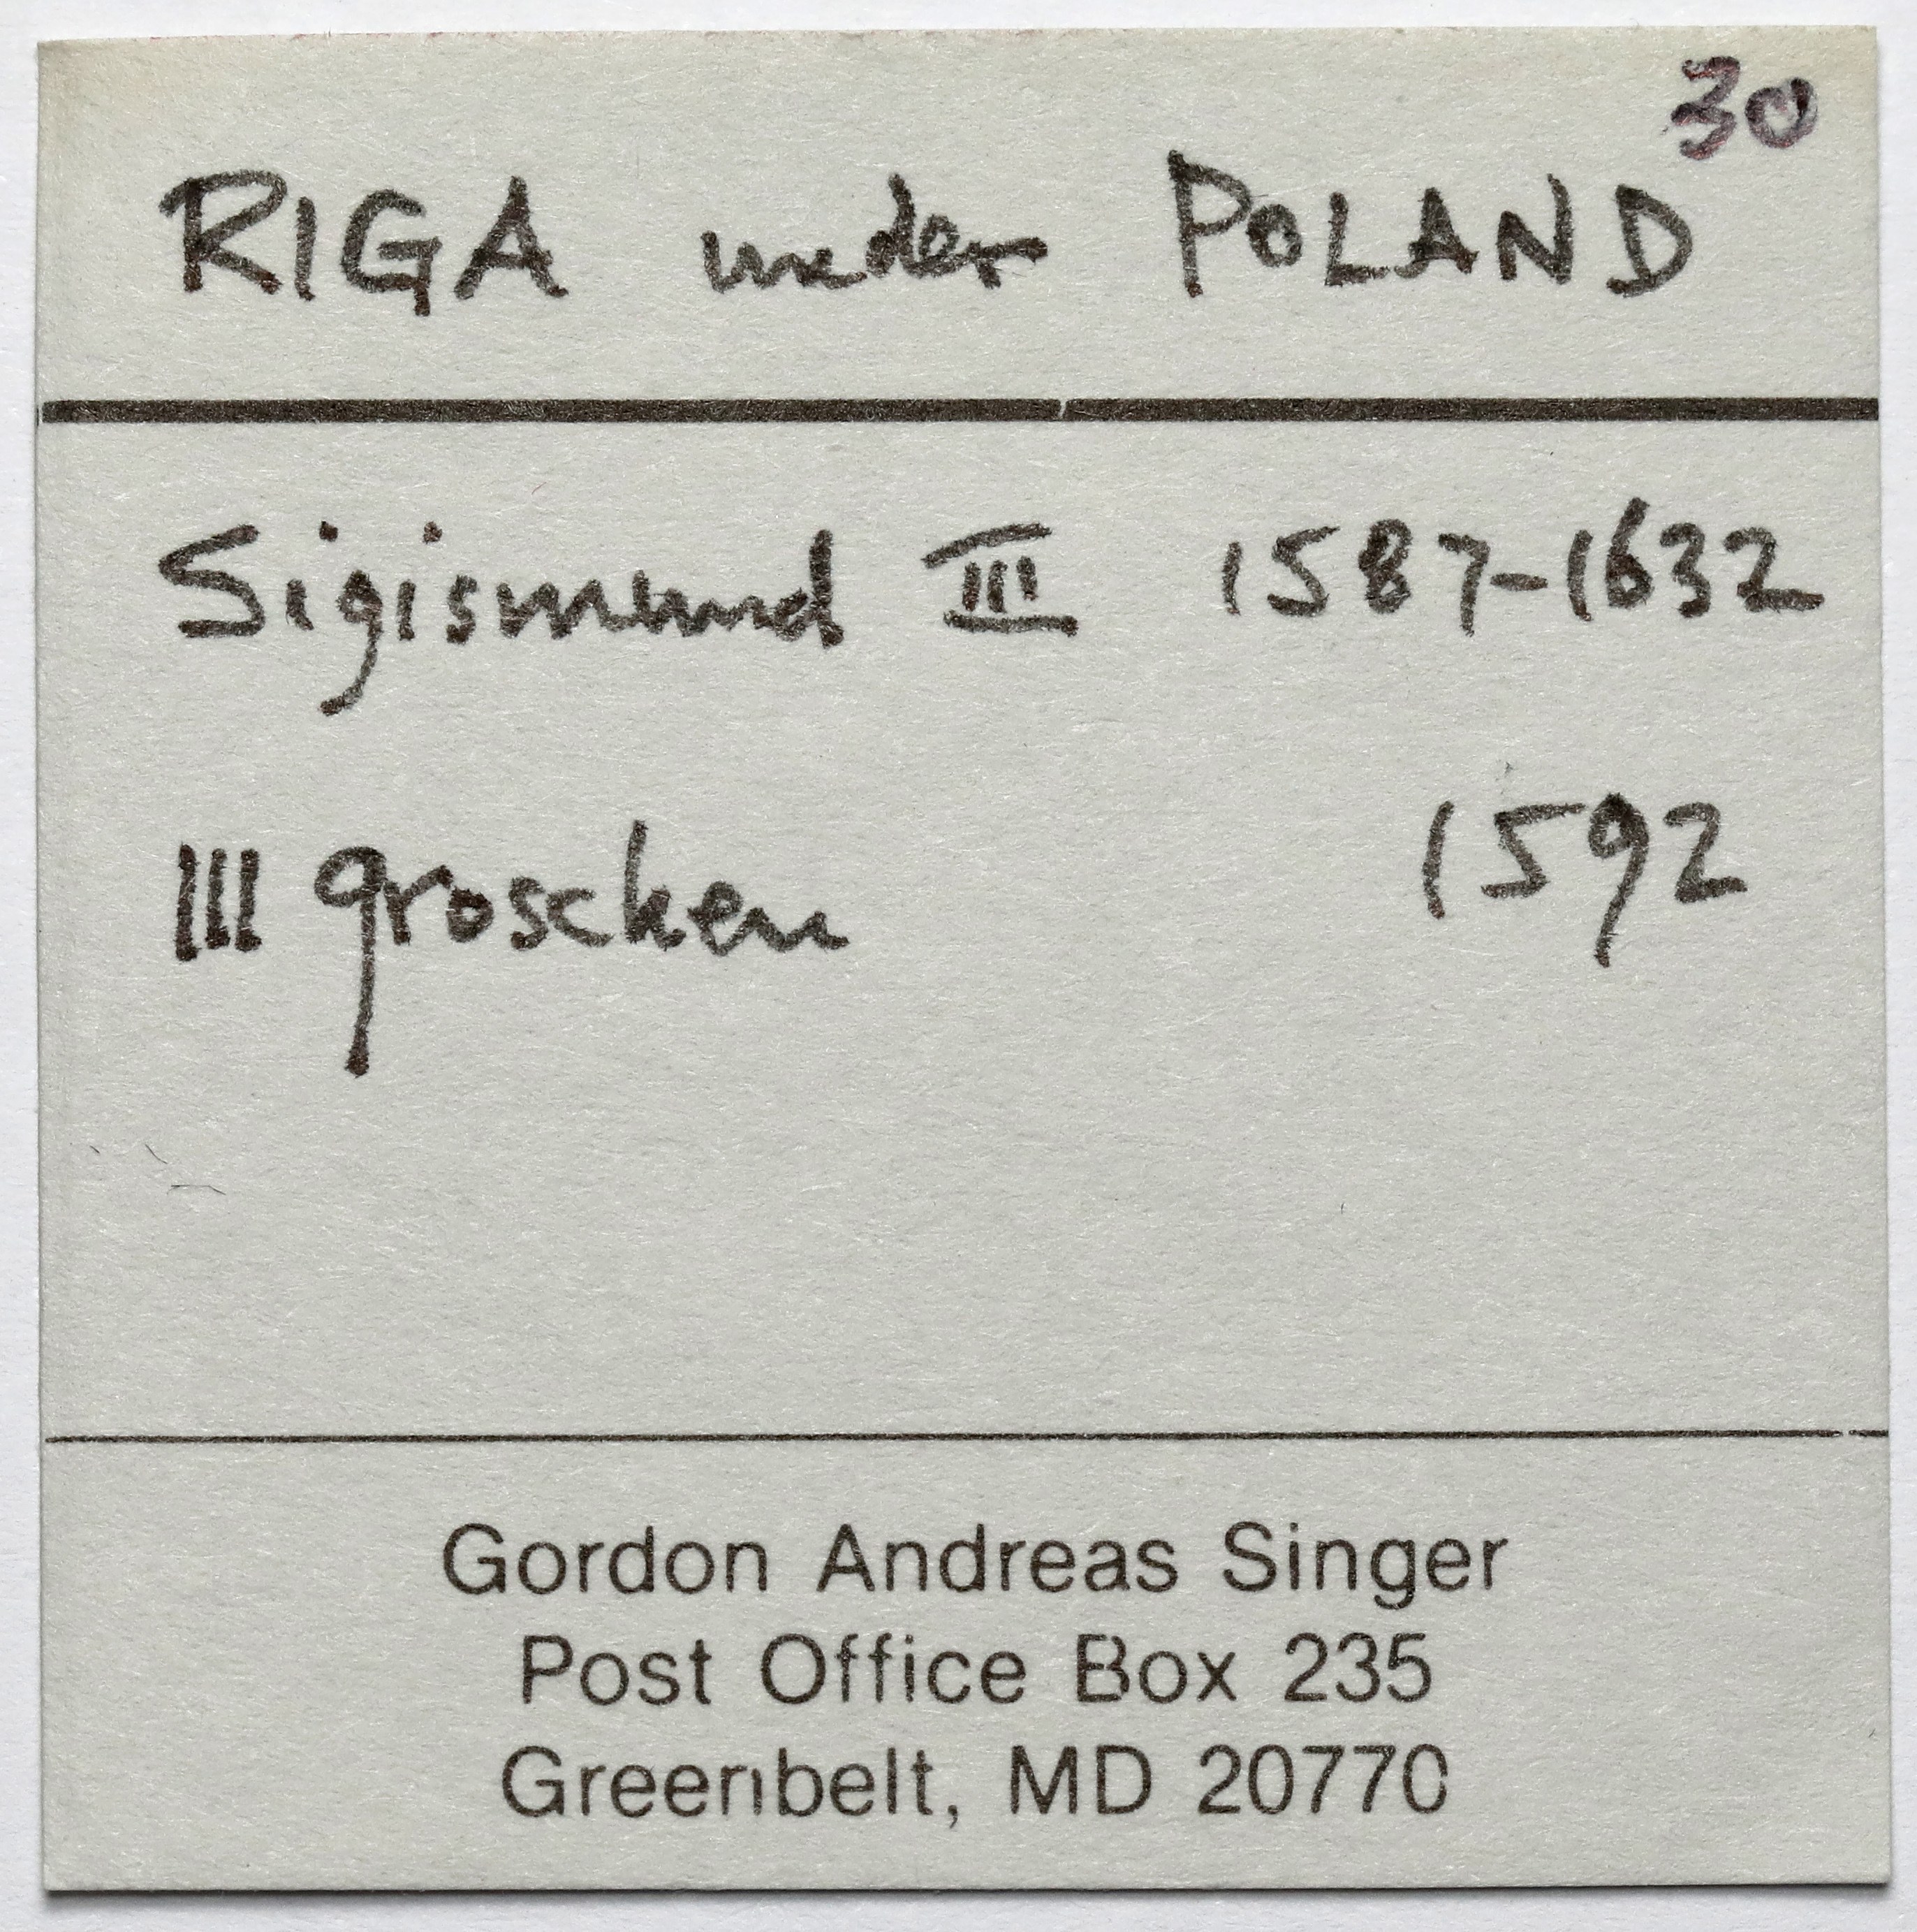 30
RIGA under POLAND
Sigismund III 1587-1632
III groschen 1592
Gordon Andreas Singer
Post Office Box 235
Greenbelt, MD 20770